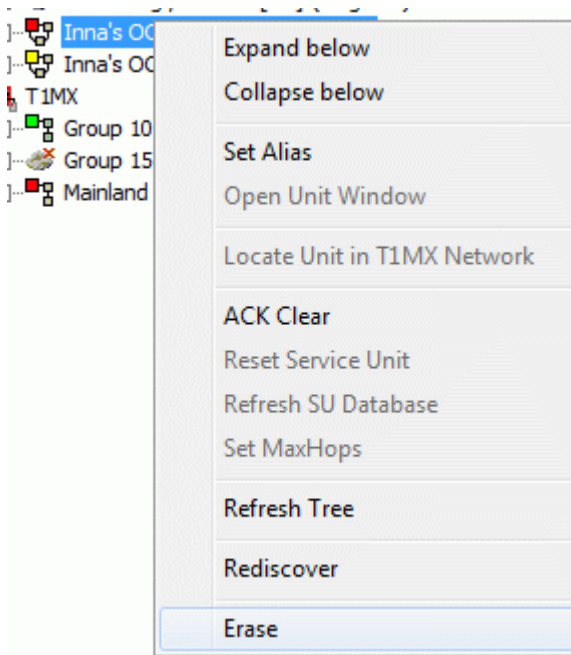 Inna's OC
Inna's OC
T1MX
Group 10
Group 15
Mainland
Expand below
Collapse below
Set Alias
Open Unit Window
Locate Unit in T1MX Network
ACK Clear
Reset Service Unit
Refresh SU Database
Set MaxHops
Refresh Tree
Rediscover
Erase